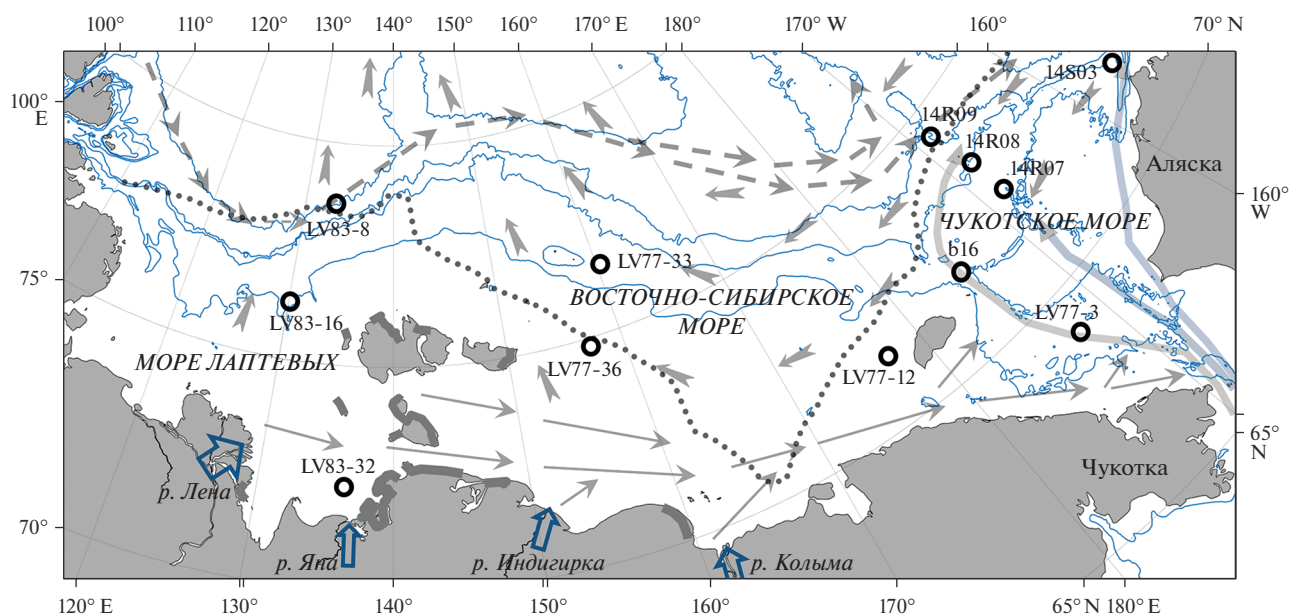 100° 110° 120° 130° 140° 150° 160° 170° E 180° 170° W 160° 70° N
100°
E
75°
70°
160°
W
65°
N
14S03
14R09
14R08
14R07
Аляска
ЧУКОТСКОЕ МОРЕ
b16
LV83-8
LV77-33
ВОСТОЧНО-СИБИРСКОЕ
МОРЕ
LV83-16
LV77-3
МОРЕ ЛАПТЕВЫХ
LV77-36
LV77-12
LV83-32
Чукотка
р. Лена
р. Яна
р. Индигирка
р. Колыма
120° E 130° 140° 150° 160° 170° 65° N 180° E